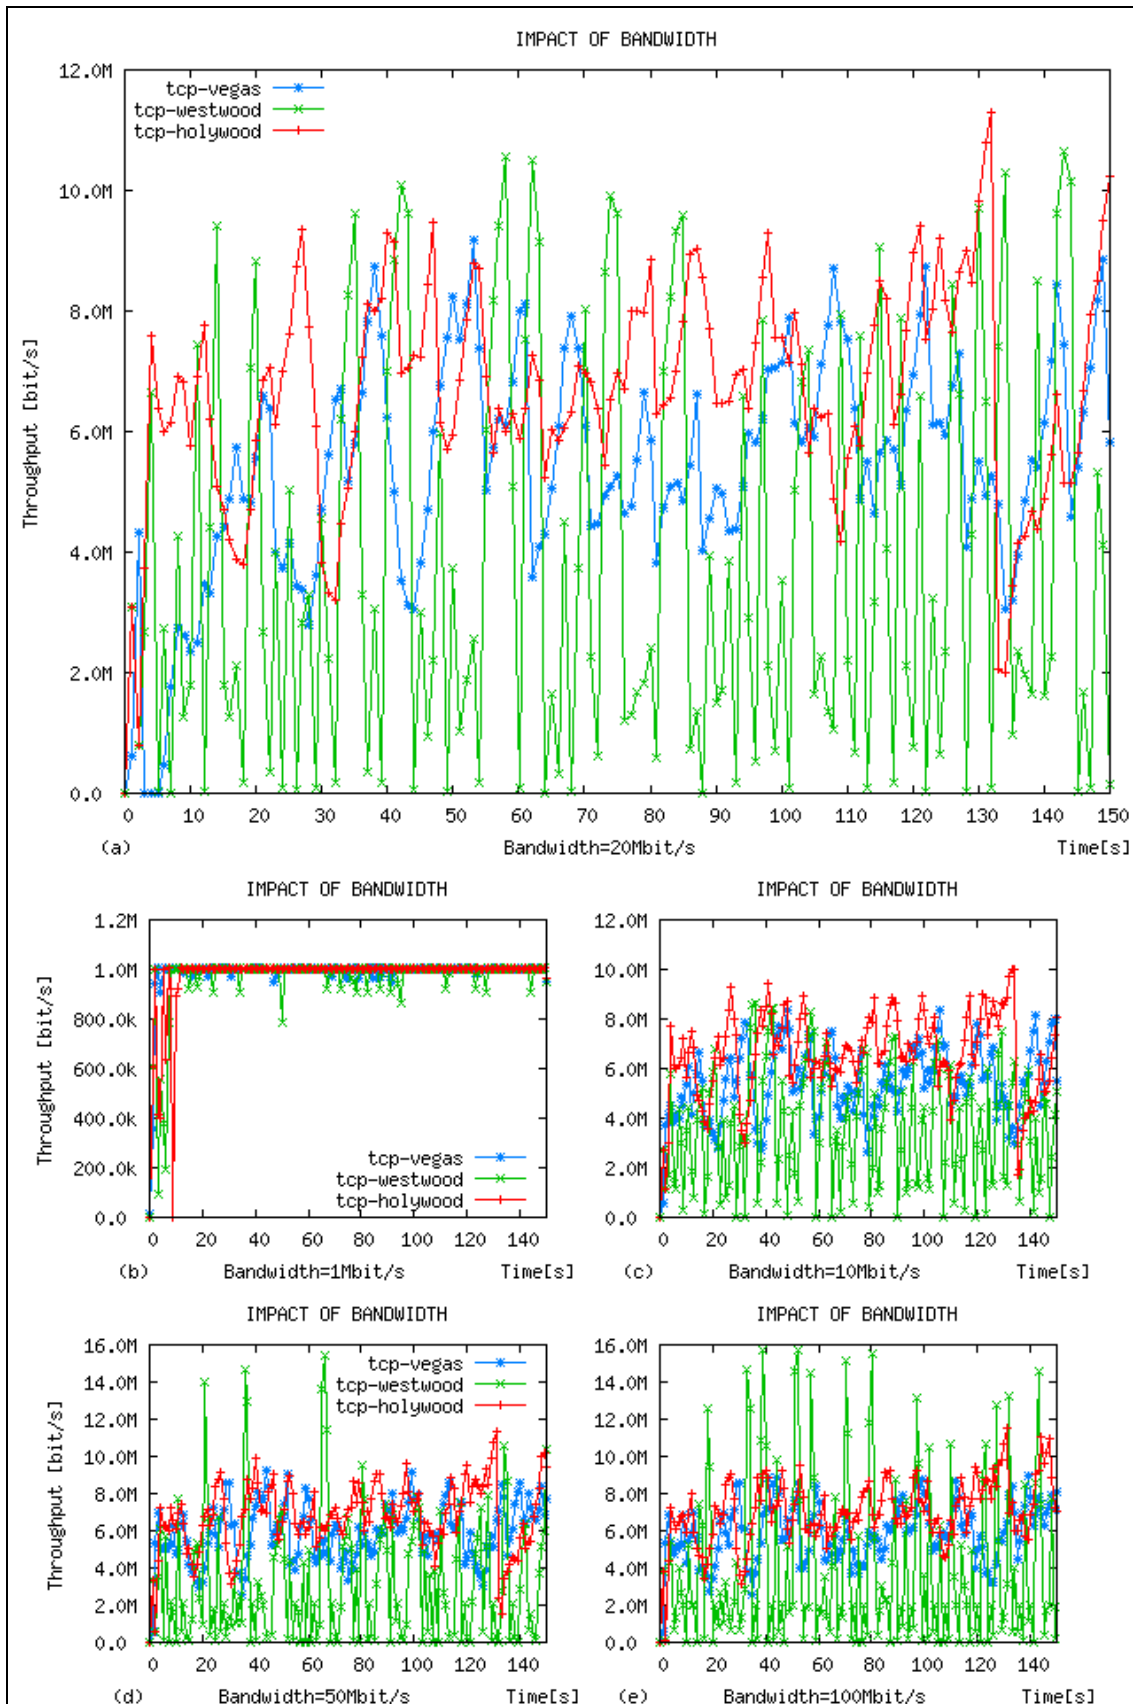 IMPACT OF BANDWIDTH
12.0M
tcp-vegas
tcp-westwood
tcp-holywood
10.0M
8.0M
6.0M
4.0M
2.0M
0.0
Throughput [bit/s]
0 10 20 30 40 50 60 70 80 90 100 110 120 130 140 150
(a) Bandwidth=20Mbit/s Time[s]
IMPACT OF BANDWIDTH
1.2M
1.0M
800.0k
600.0k
400.0k
200.0k
0.0
Throughput [bit/s]
tcp-vegas
tcp-westwood
tcp-holywood
0 20 40 60 80 100 120 140
(b) Bandwidth=1Mbit/s Time[s]
IMPACT OF BANDWIDTH
12.0M
10.0M
8.0M
6.0M
4.0M
2.0M
0.0
0 20 40 60 80 100 120 140
(c) Bandwidth=10Mbit/s Time[s]
IMPACT OF BANDWIDTH
16.0M
14.0M
12.0M
10.0M
8.0M
6.0M
4.0M
2.0M
0.0
Throughput [bit/s]
tcp-vegas
tcp-westwood
tcp-holywood
0 20 40 60 80 100 120 140
(d) Bandwidth=50Mbit/s Time[s]
IMPACT OF BANDWIDTH
16.0M
14.0M
12.0M
10.0M
8.0M
6.0M
4.0M
2.0M
0.0
0 20 40 60 80 100 120 140
(e) Bandwidth=100Mbit/s Time[s]